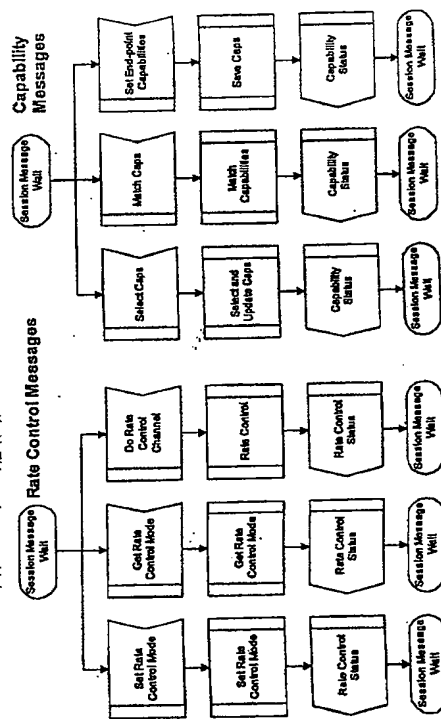 Rate Control Messages
Session Message
Wait
Set Rate
Control Mode
Get Rate
Control Mode
Do Rate
Control
Channel
Set Rate
Control Mode
Get Rate
Control Mode
Rate Control
Rate Control
Status
Rate Control
Status
Rate Control
Status
Session Message
Wait
Session Message
Wait
Session Message
Wait
Capability
Messages
Session Message
Wait
Select Caps
Match Caps
Set End-point
Capabilities
Select and
Update Caps
Match
Capabilities
Save Caps
Capability
Status
Capability
Status
Capability
Status
Session Message
Wait
Session Message
Wait
Session Message
Wait